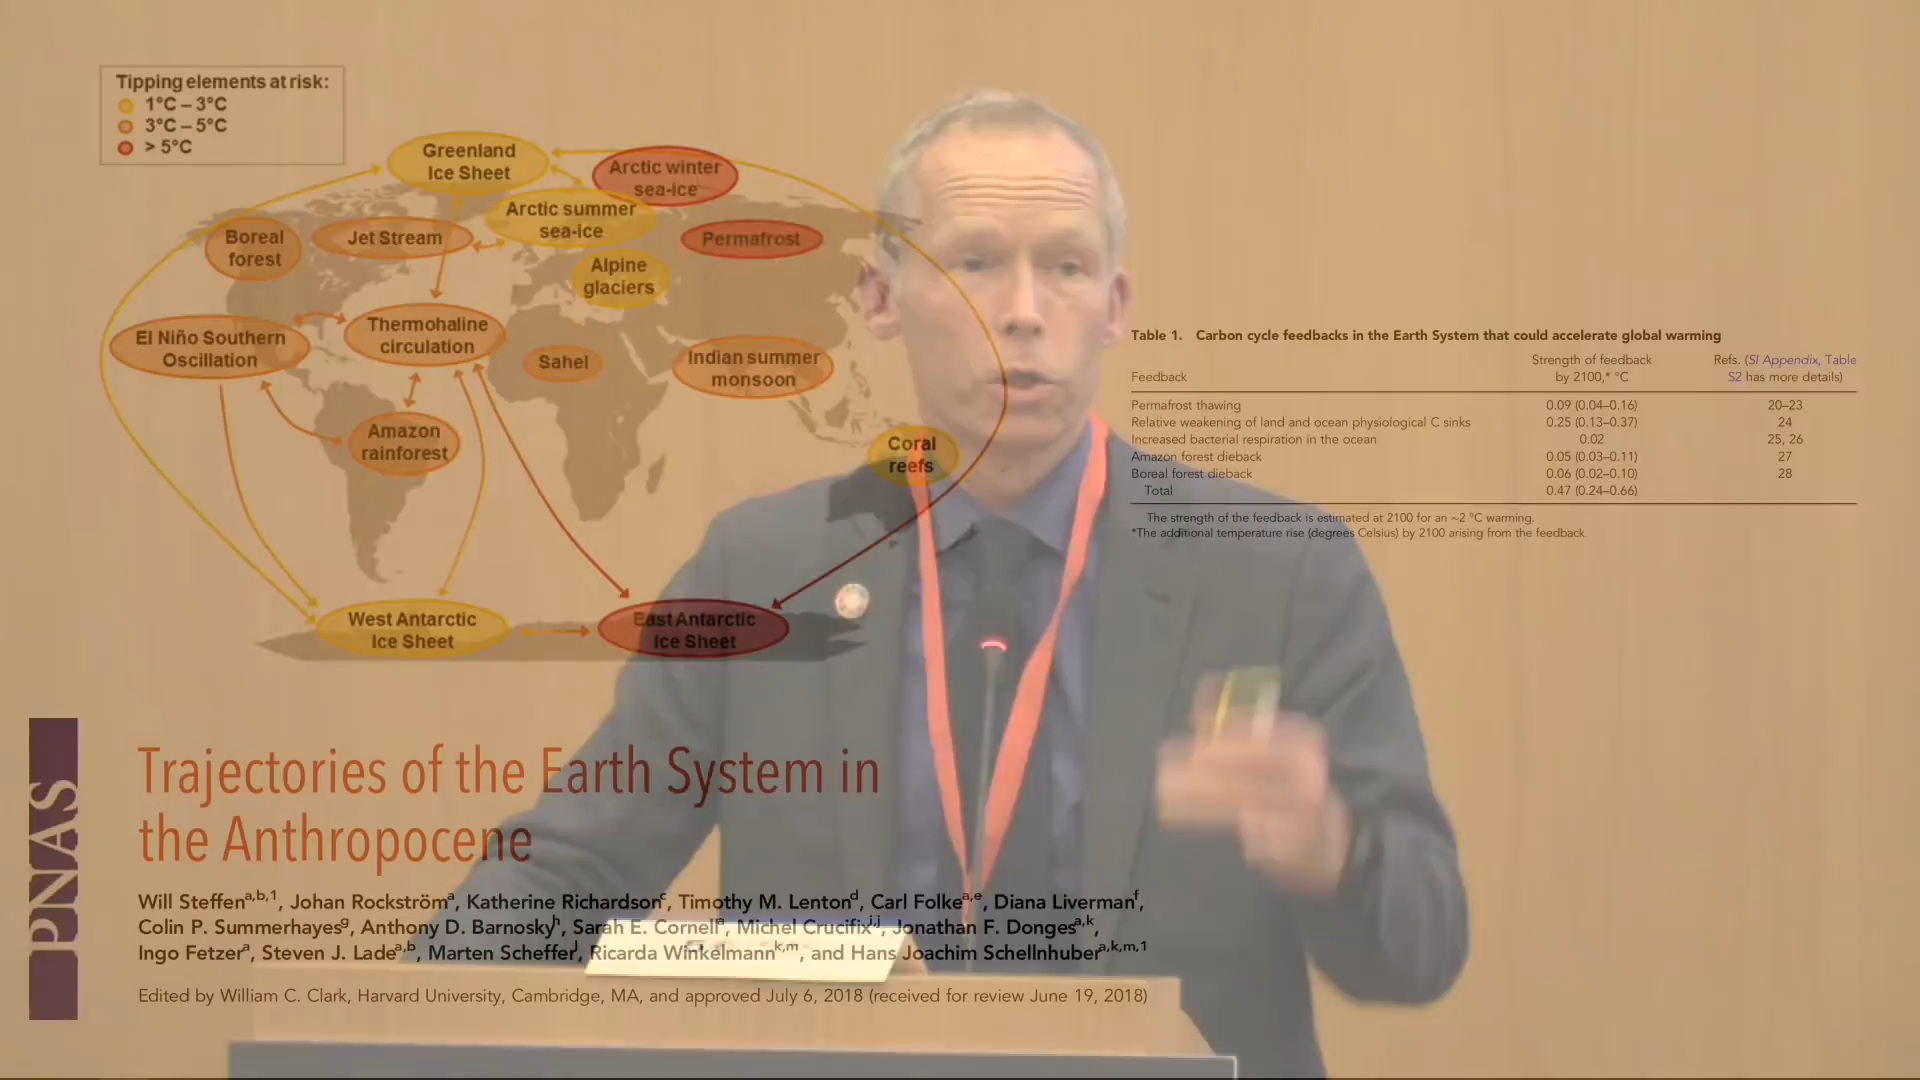 Tipping elements at risk:
1°C – 3°C
3°C – 5°C
> 5°C
Greenland
Ice Sheet
Arctic winter
sea-ice
Arctic summer
sea-ice
Boreal
forest
Jet Stream
Permafrost
Alpine
glaciers
El Niño Southern
Oscillation
Thermohaline
circulation
Sahel
Indian summer
monsoon
Amazon
rainforest
Coral
reefs
West Antarctic
Ice Sheet
East Antarctic
Ice Sheet
Table 1. Carbon cycle feedbacks in the Earth System that could accelerate global warming
Strength of feedback Refs. (SI Appendix, Table
Feedback by 2100,* °C S2 has more details)
Permafrost thawing 0.09 (0.04–0.16) 20–23
Relative weakening of land and ocean physiological C sinks 0.25 (0.13–0.37) 24
Increased bacterial respiration in the ocean 0.02 25, 26
Amazon forest dieback 0.05 (0.03–0.11) 27
Boreal forest dieback 0.06 (0.02–0.10) 28
Total 0.47 (0.24–0.66)
The strength of the feedback is estimated at 2100 for an ~2 °C warming.
*The additional temperature rise (degrees Celsius) by 2100 arising from the feedback.
PNAS
Trajectories of the Earth System in
the Anthropocene
Will Steffen^a,b,1, Johan Rockström^a, Katherine Richardson^c, Timothy M. Lenton^d, Carl Folke^a,e, Diana Liverman^f,
Colin P. Summerhayes^g, Anthony D. Barnosky^h, Sarah E. Cornell^a, Michel Crucifix^i,j, Jonathan F. Donges^a,k,
Ingo Fetzer^a, Steven J. Lade^a,b, Marten Scheffer^l, Ricarda Winkelmann^k,m, and Hans Joachim Schellnhuber^a,k,m,1
Edited by William C. Clark, Harvard University, Cambridge, MA, and approved July 6, 2018 (received for review June 19, 2018)